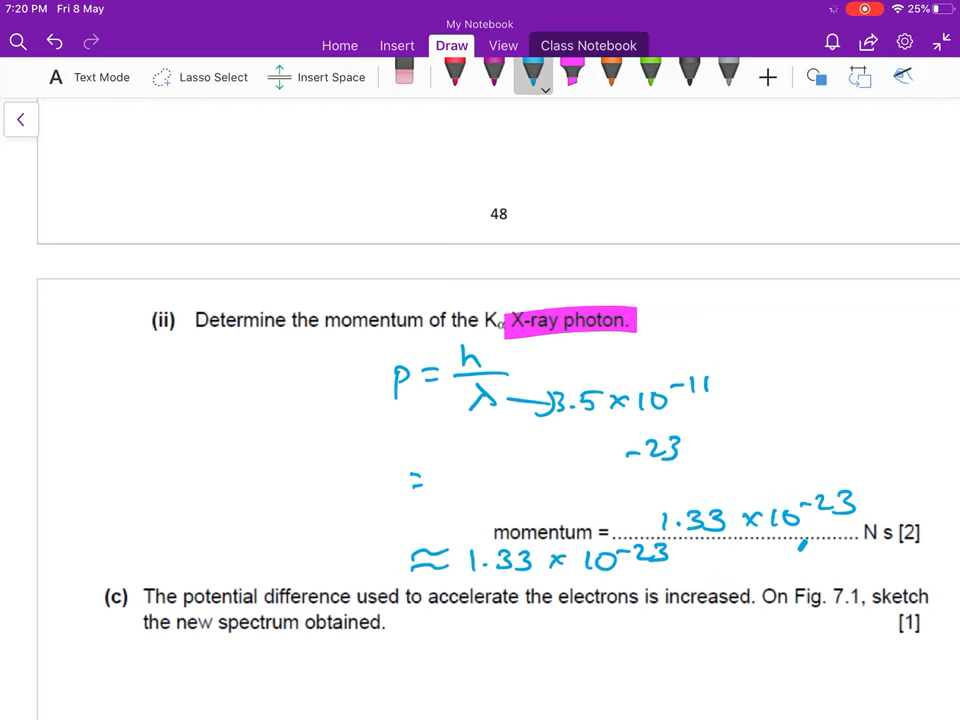 7:20 PM Fri 8 May
25%
My Notebook
Home Insert Draw View Class Notebook
A Text Mode Lasso Select Insert Space
48
(ii) Determine the momentum of the Kα X-ray photon.
p = h/λ → 3.5 × 10^-11
-23
=
1.33 × 10^-23
momentum = ............................................ N s [2]
≈ 1.33 × 10^-23
(c) The potential difference used to accelerate the electrons is increased. On Fig. 7.1, sketch
the new spectrum obtained. [1]